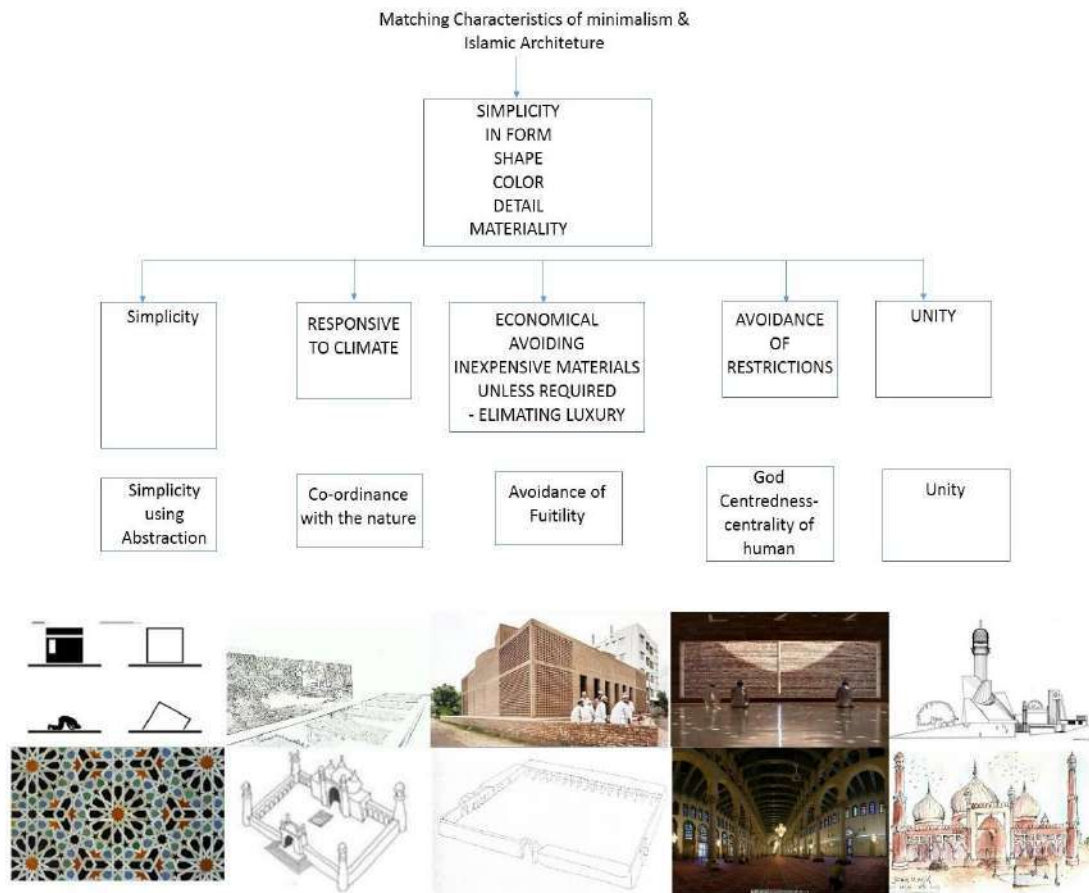 Matching Characteristics of minimalism &
Islamic Architeture
SIMPLICITY
IN FORM
SHAPE
COLOR
DETAIL
MATERIALITY
Simplicity
RESPONSIVE
TO CLIMATE
ECONOMICAL
AVOIDING
INEXPENSIVE MATERIALS
UNLESS REQUIRED
- ELIMATING LUXURY
AVOIDANCE
OF
RESTRICTIONS
UNITY
Simplicity
using
Abstraction
Co-ordinance
with the nature
Avoidance of
Fuitility
God
Centredness-
centrality of
human
Unity